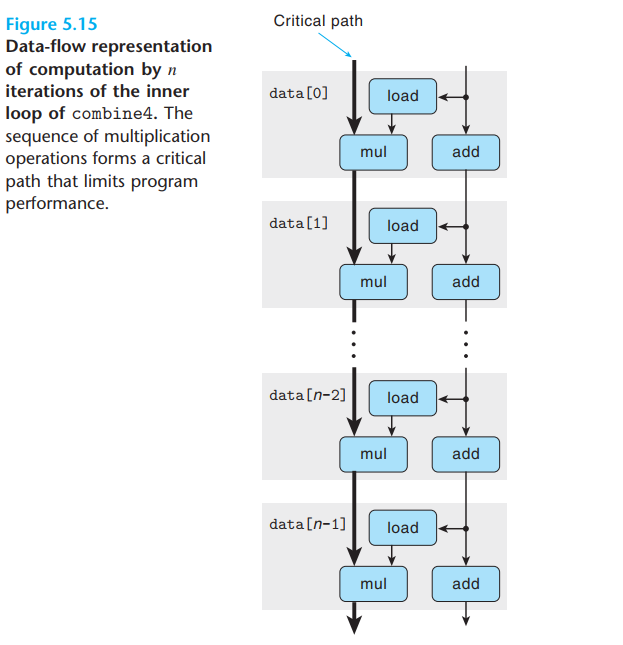 Figure 5.15
Data-flow representation
of computation by n
iterations of the inner
loop of combine4. The
sequence of multiplication
operations forms a critical
path that limits program
performance.
Critical path
data[0]
load
mul
add
data[1]
load
mul
add
data[n-2]
load
mul
add
data[n-1]
load
mul
add